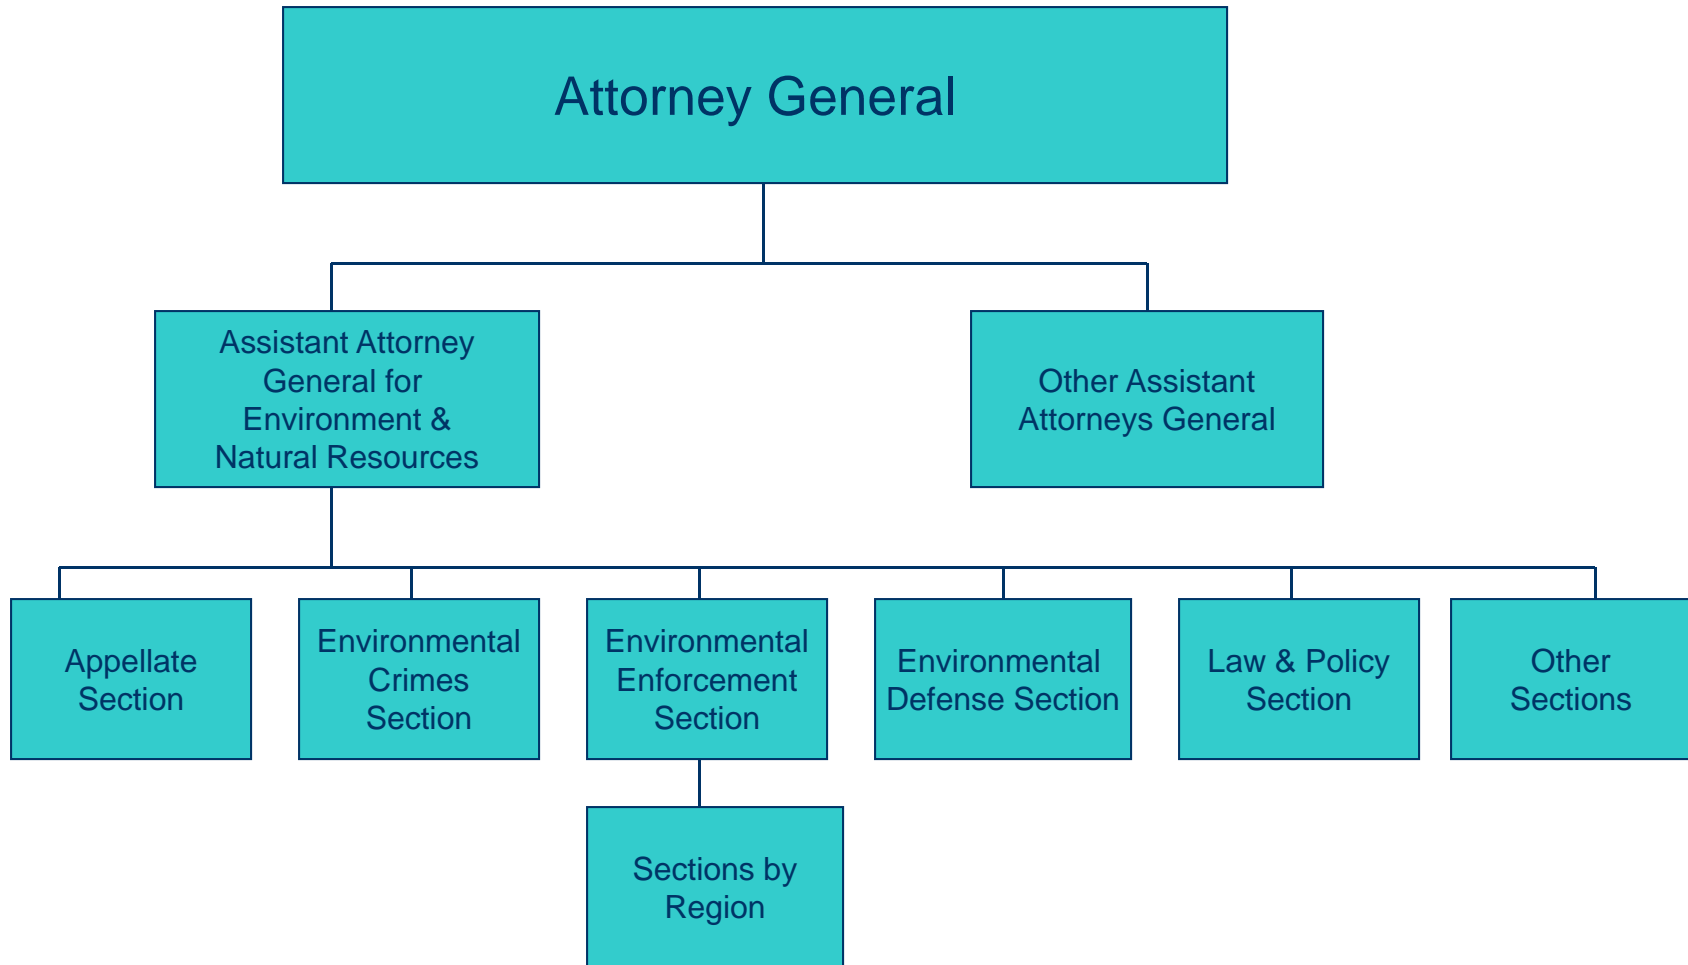 Attorney General
Assistant Attorney
General for
Environment &
Natural Resources
Other Assistant
Attorneys General
Appellate
Section
Environmental
Crimes
Section
Environmental
Enforcement
Section
Environmental
Defense Section
Law & Policy
Section
Other
Sections
Sections by
Region